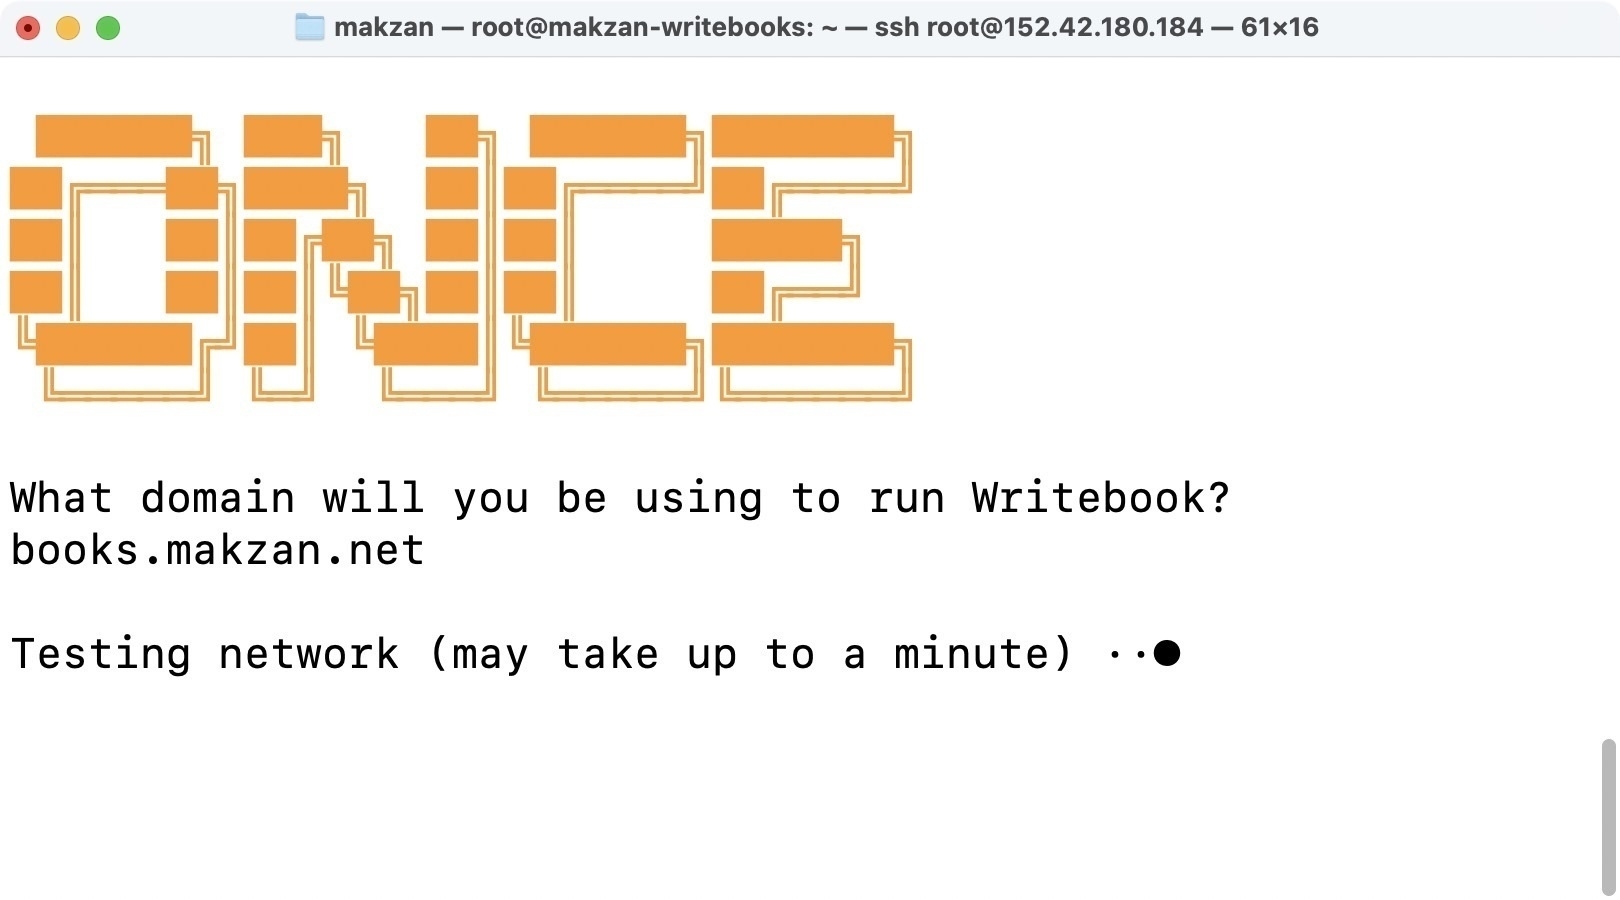 makzan — root@makzan-writebooks: ~ — ssh root@152.42.180.184 — 61×16
ONCE
What domain will you be using to run Writebook?
books.makzan.net
Testing network (may take up to a minute) ··●